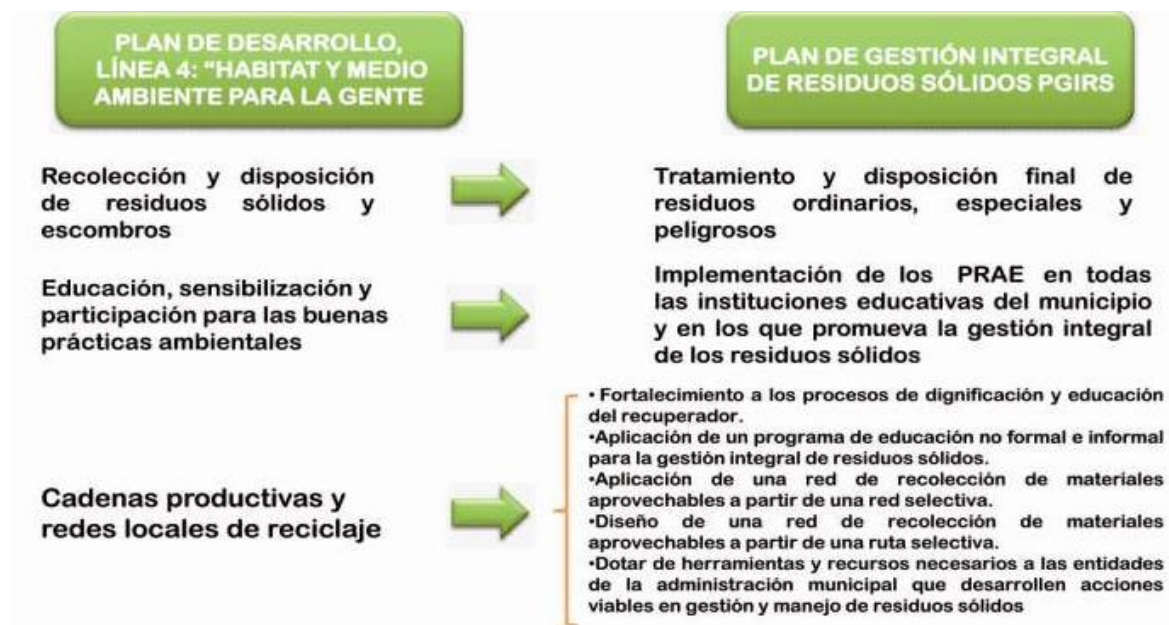 PLAN DE DESARROLLO,
LÍNEA 4: "HABITAT Y MEDIO
AMBIENTE PARA LA GENTE
PLAN DE GESTIÓN INTEGRAL
DE RESIDUOS SÓLIDOS PGIRS
Recolección y disposición
de residuos sólidos y
escombros
Tratamiento y disposición final de
residuos ordinarios, especiales y
peligrosos
Educación, sensibilización y
participación para las buenas
prácticas ambientales
Implementación de los PRAE en todas
las instituciones educativas del municipio
y en los que promueva la gestión integral
de los residuos sólidos
Cadenas productivas y
redes locales de reciclaje
• Fortalecimiento a los procesos de dignificación y educación
del recuperador.
•Aplicación de un programa de educación no formal e informal
para la gestión integral de residuos sólidos.
•Aplicación de una red de recolección de materiales
aprovechables a partir de una red selectiva.
•Diseño de una red de recolección de materiales
aprovechables a partir de una ruta selectiva.
•Dotar de herramientas y recursos necesarios a las entidades
de la administración municipal que desarrollen acciones
viables en gestión y manejo de residuos sólidos